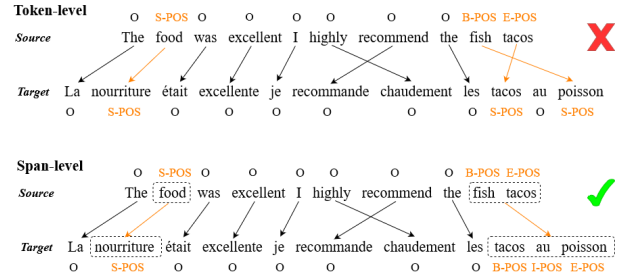 Token-level
O S-POS O O O O O O B-POS E-POS
Source The food was excellent I highly recommend the fish tacos
Target La nourriture était excellente je recommande chaudement les tacos au poisson
O S-POS O O O O O O S-POS O S-POS
Span-level
O S-POS O O O O O O B-POS E-POS
Source The food was excellent I highly recommend the fish tacos
Target La nourriture était excellente je recommande chaudement les tacos au poisson
O S-POS O O O O O O B-POS I-POS E-POS